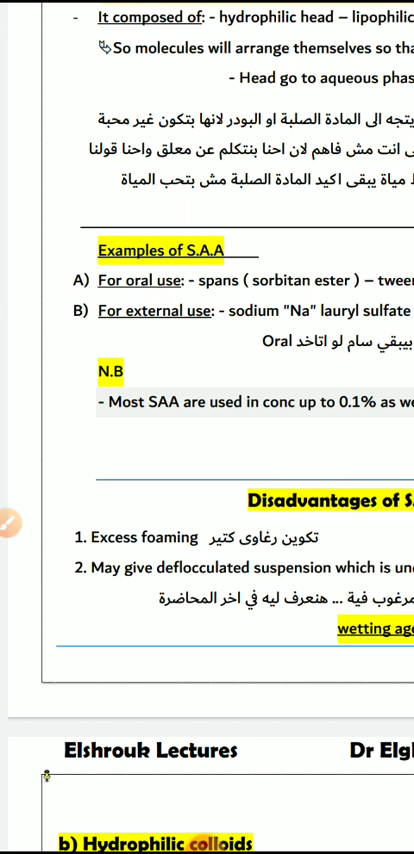 - It composed of: - hydrophilic head – lipophilic
So molecules will arrange themselves so tha
- Head go to aqueous phas
يتجه الى المادة الصلبة او البودر لانها بتكون غير محبة
انت مش فاهم لان احنا بنتكلم عن معلق واحنا قولنا
مياة يبقى اكيد المادة الصلبة مش بتحب المياة
Examples of S.A.A
A) For oral use: - spans ( sorbitan ester ) – tween
B) For external use: - sodium "Na" lauryl sulfate
بيبقي سام لو اتاخد Oral
N.B
- Most SAA are used in conc up to 0.1% as we
Disadvantages of S.
1. Excess foaming تكوين رغاوى كتير
2. May give deflocculated suspension which is un
مرغوب فية ... هنعرف ليه في اخر المحاضرة
wetting age
Elshrouk Lectures
Dr Elg
b) Hydrophilic colloids